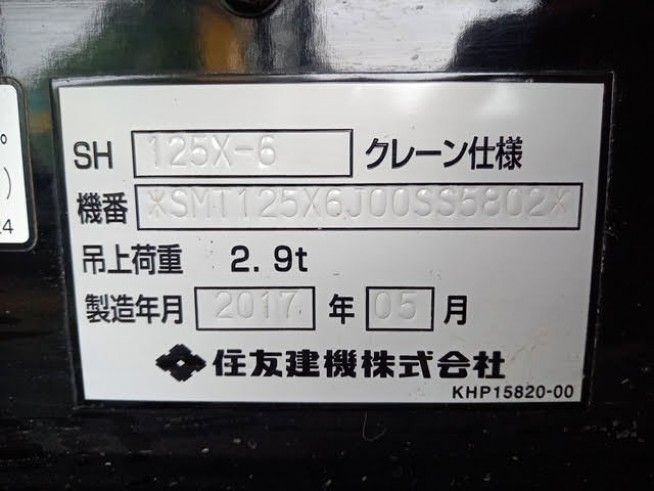 SH 125X-6 クレーン仕様
機番 *SMT125X6J00SS5802*
吊上荷重 2.9t
製造年月 2017 年 05 月
住友建機株式会社
KHP15820-00
)
24